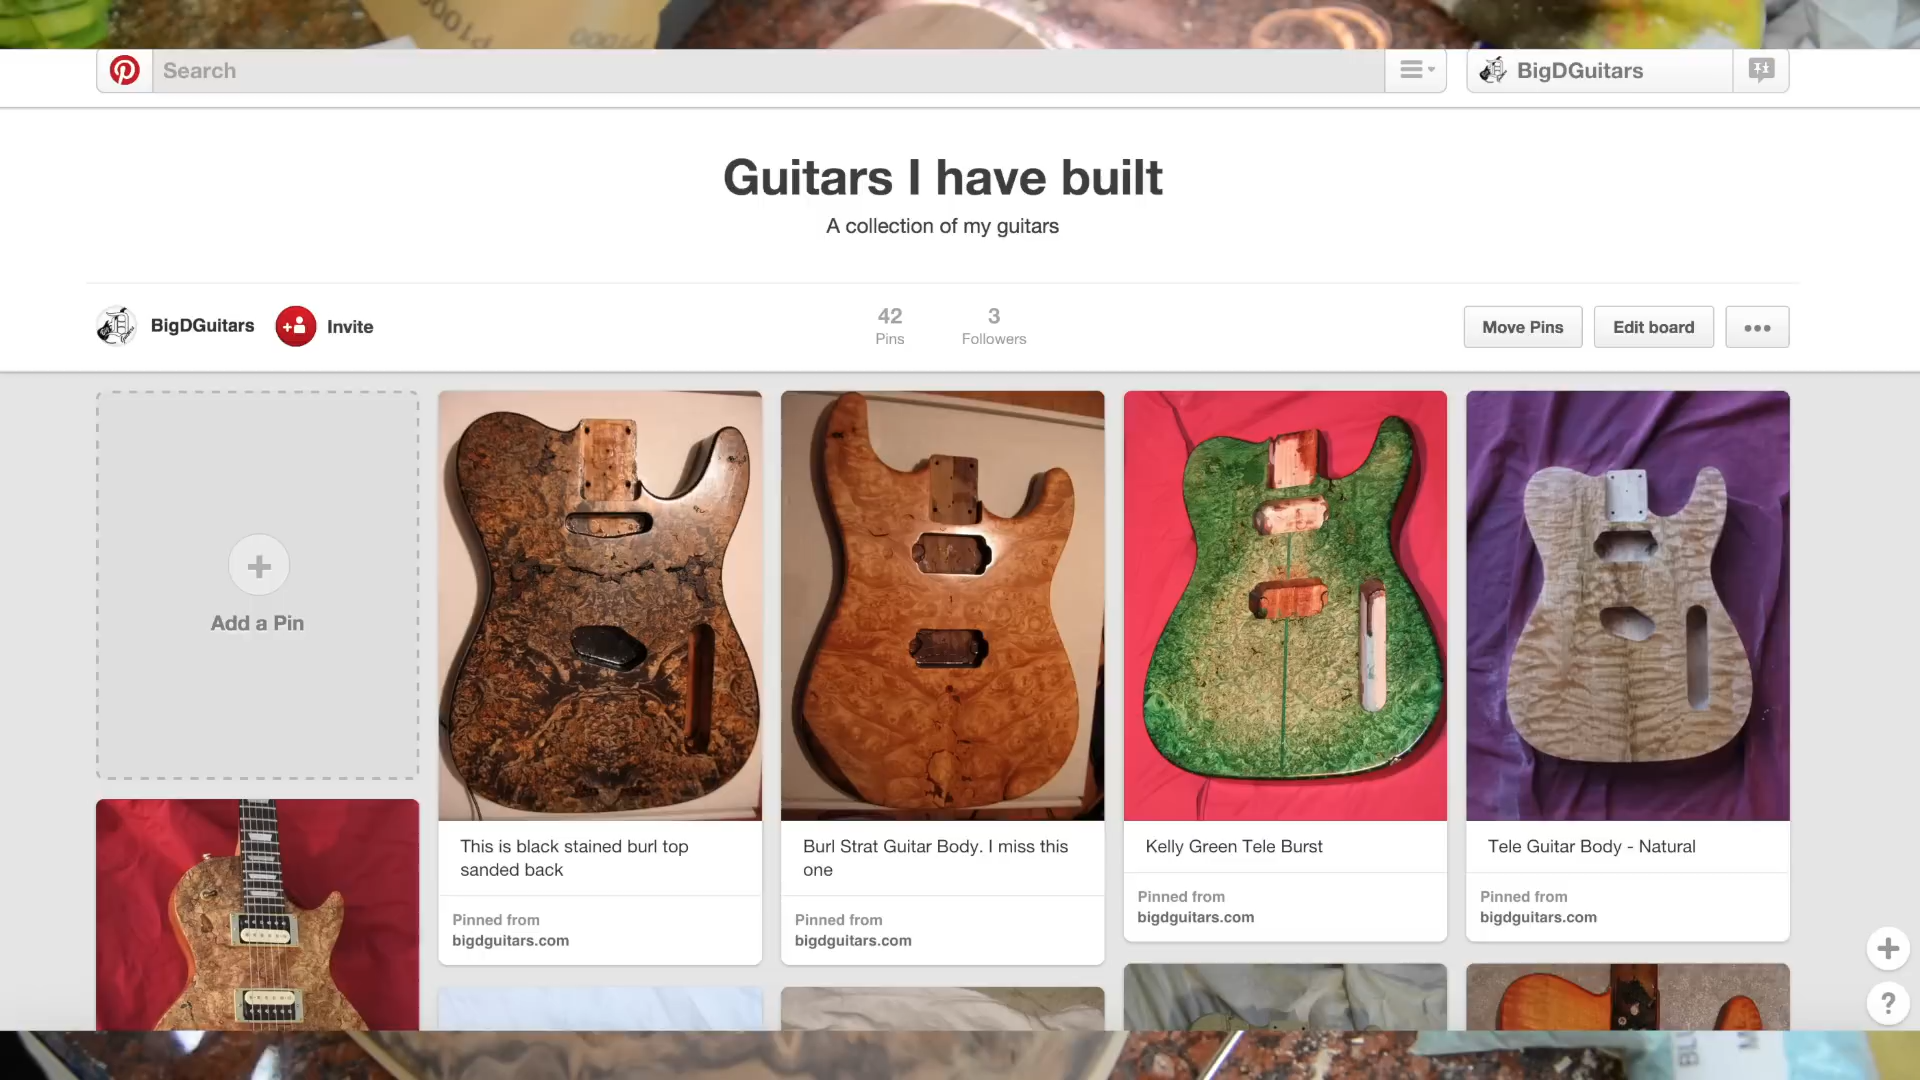 Search
BigDGuitars
Guitars I have built
A collection of my guitars
BigDGuitars
Invite
42
Pins
3
Followers
Move Pins
Edit board
Add a Pin
This is black stained burl top
sanded back
Pinned from
bigdguitars.com
Burl Strat Guitar Body. I miss this
one
Pinned from
bigdguitars.com
Kelly Green Tele Burst
Pinned from
bigdguitars.com
Tele Guitar Body - Natural
Pinned from
bigdguitars.com